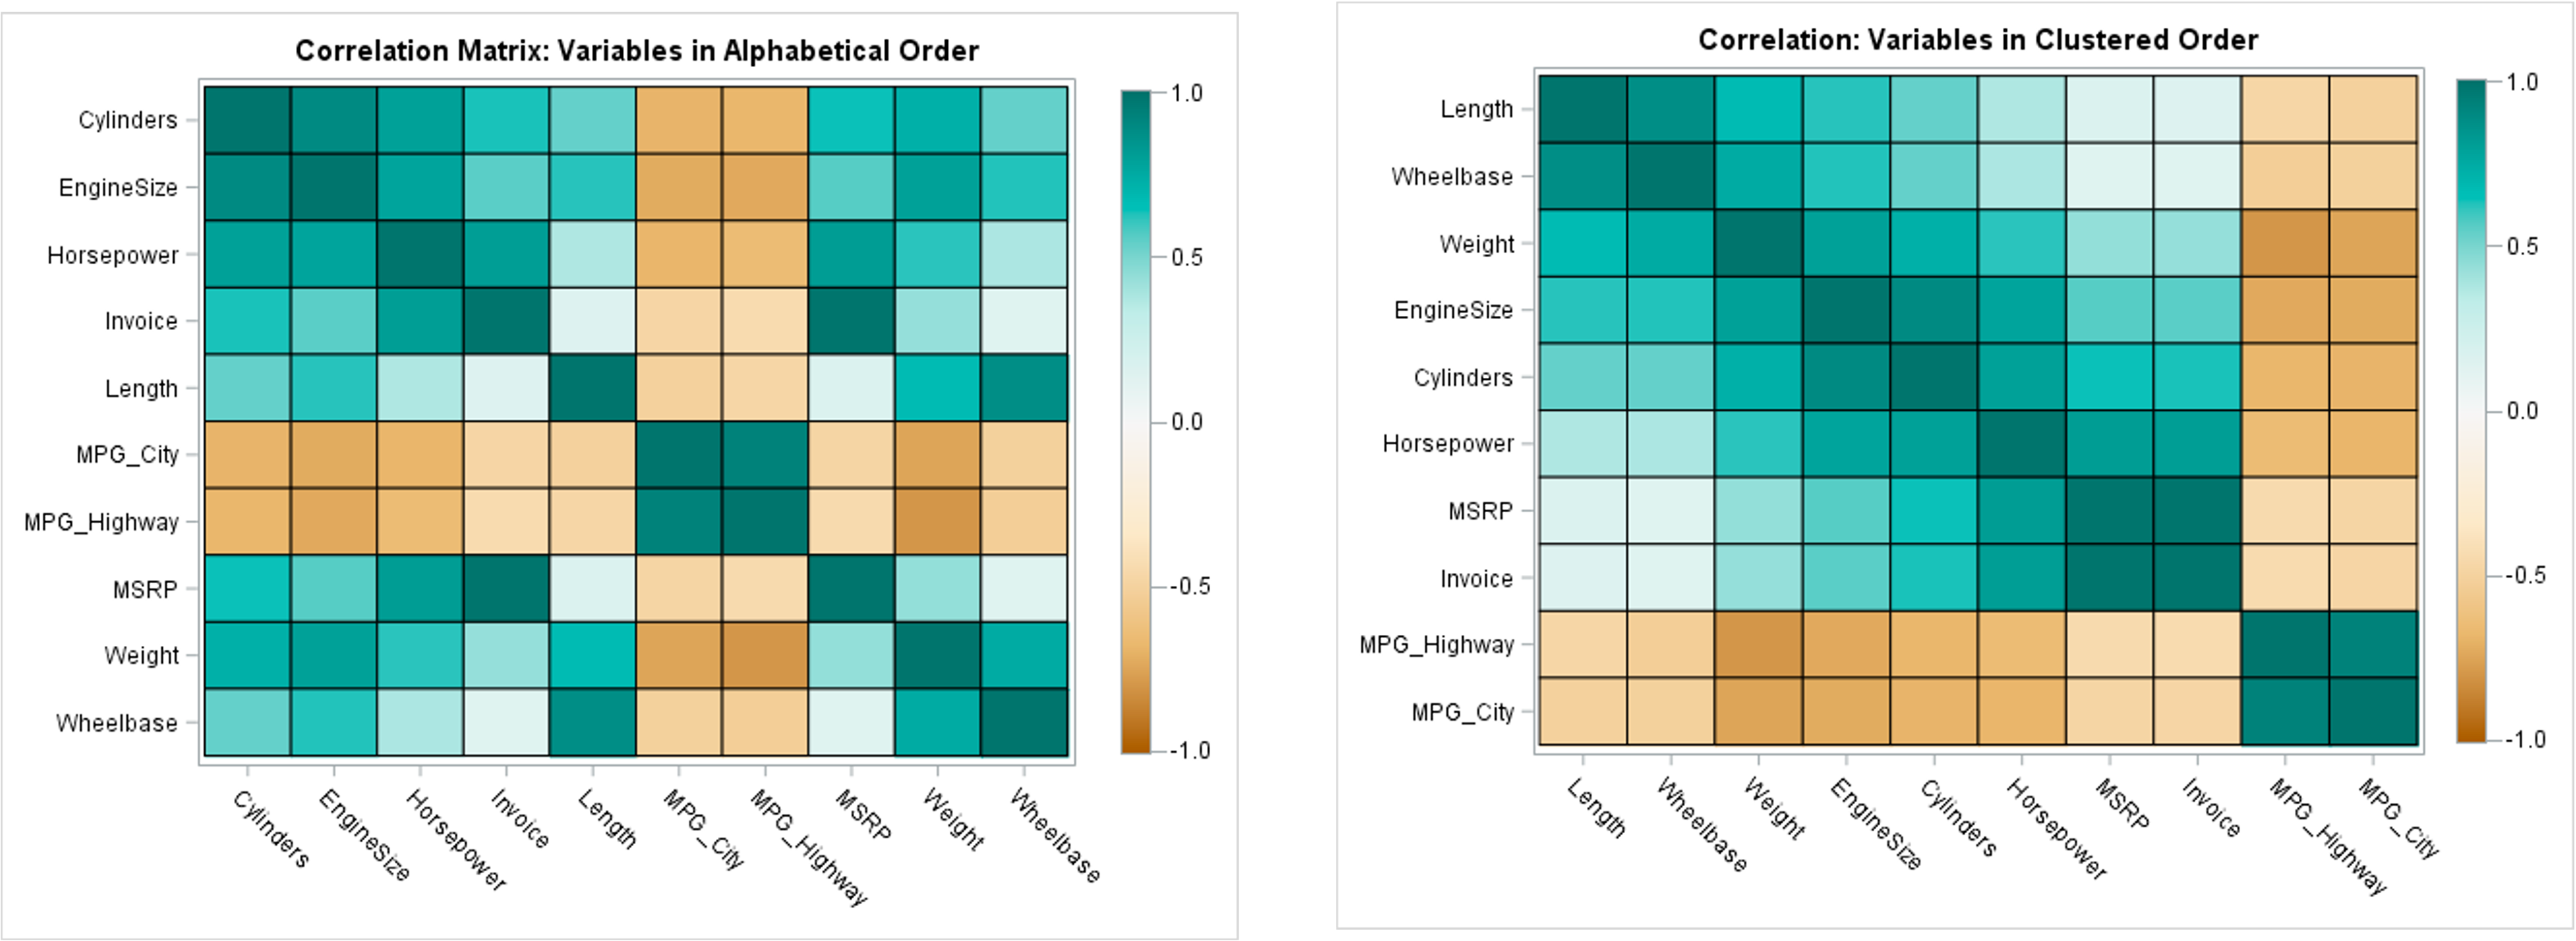 Correlation Matrix: Variables in Alphabetical Order
Cylinders
EngineSize
Horsepower
Invoice
Length
MPG_City
MPG_Highway
MSRP
Weight
Wheelbase
Cylinders
EngineSize
Horsepower
Invoice
Length
MPG_City
MPG_Highway
MSRP
Weight
Wheelbase
1.0
0.5
0.0
-0.5
-1.0
Correlation: Variables in Clustered Order
Length
Wheelbase
Weight
EngineSize
Cylinders
Horsepower
MSRP
Invoice
MPG_Highway
MPG_City
Length
Wheelbase
Weight
EngineSize
Cylinders
Horsepower
MSRP
Invoice
MPG_Highway
MPG_City
1.0
0.5
0.0
-0.5
-1.0